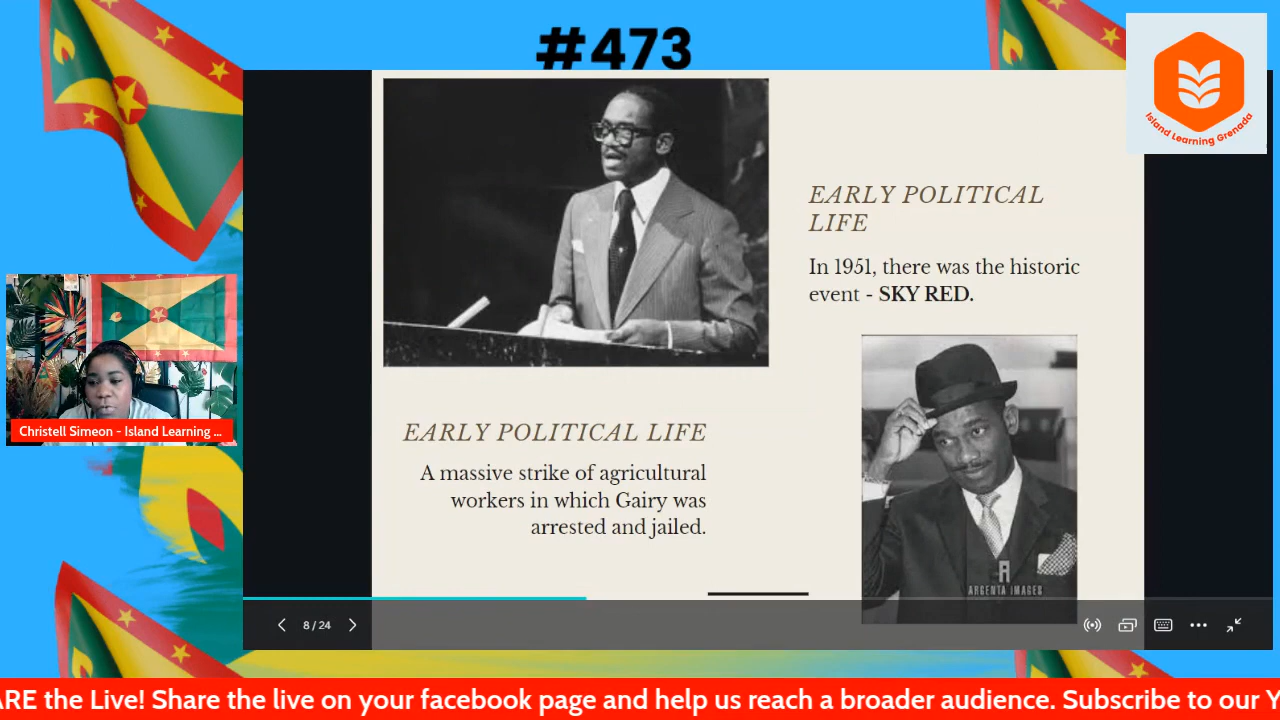 #473
Island Learning Grenada
EARLY POLITICAL
LIFE
In 1951, there was the historic
event - SKY RED.
EARLY POLITICAL LIFE
A massive strike of agricultural
workers in which Gairy was
arrested and jailed.
ARGENTA IMAGES
Christell Simeon - Island Learning ...
8 / 24
ARE the Live! Share the live on your facebook page and help us reach a broader audience. Subscribe to our Y